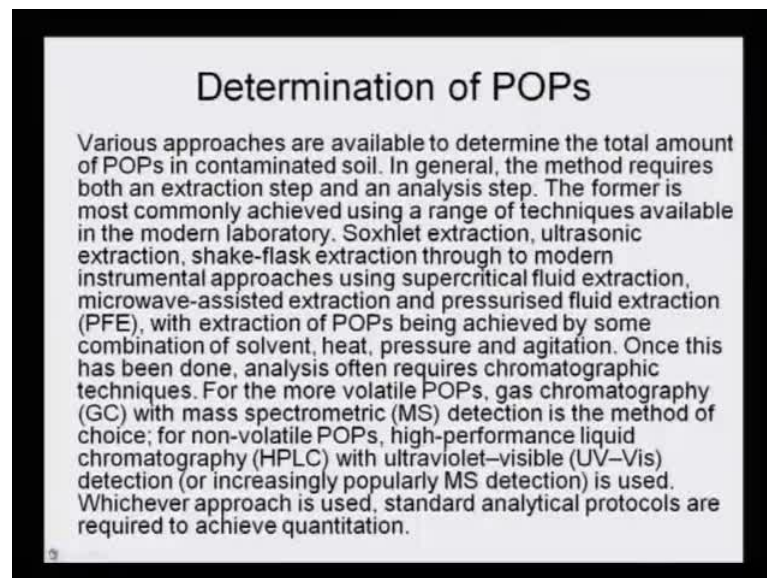 Determination of POPs
Various approaches are available to determine the total amount
of POPs in contaminated soil. In general, the method requires
both an extraction step and an analysis step. The former is
most commonly achieved using a range of techniques available
in the modern laboratory. Soxhlet extraction, ultrasonic
extraction, shake-flask extraction through to modern
instrumental approaches using supercritical fluid extraction,
microwave-assisted extraction and pressurised fluid extraction
(PFE), with extraction of POPs being achieved by some
combination of solvent, heat, pressure and agitation. Once this
has been done, analysis often requires chromatographic
techniques. For the more volatile POPs, gas chromatography
(GC) with mass spectrometric (MS) detection is the method of
choice; for non-volatile POPs, high-performance liquid
chromatography (HPLC) with ultraviolet–visible (UV–Vis)
detection (or increasingly popularly MS detection) is used.
Whichever approach is used, standard analytical protocols are
required to achieve quantitation.